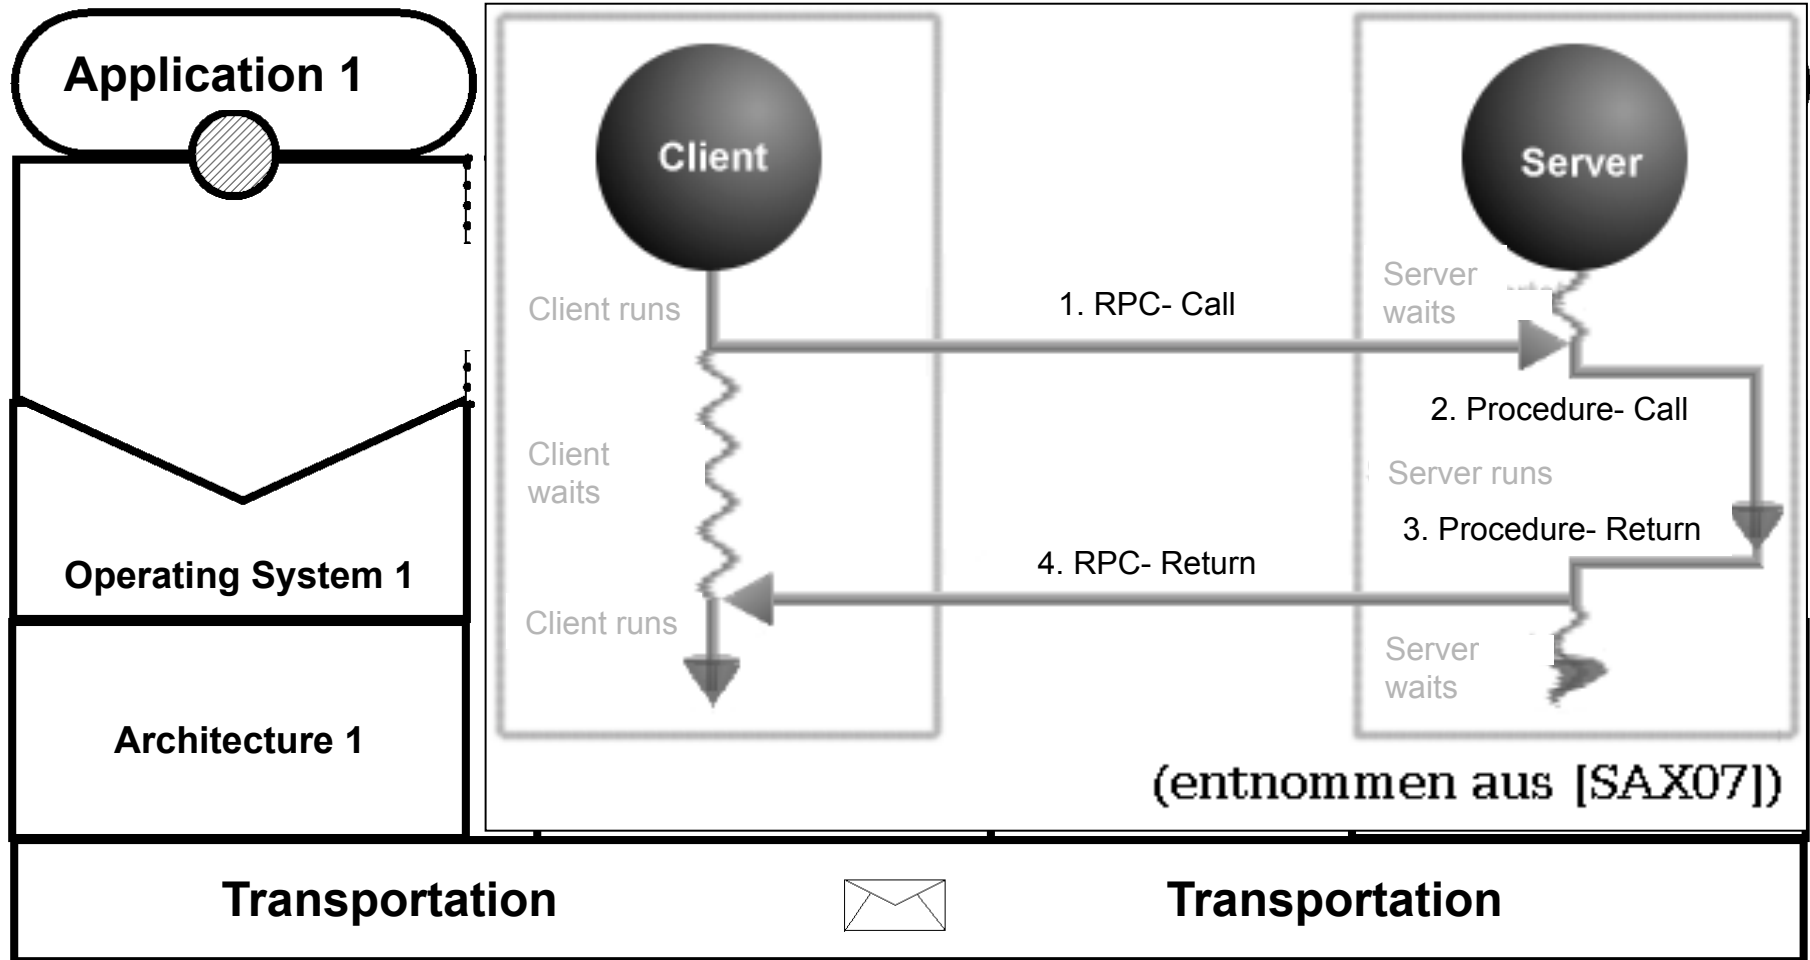 Application 1
Operating System 1
Architecture 1
Client
Server
Client runs
1. RPC- Call
Server
waits
2. Procedure- Call
Client
waits
Server runs
3. Procedure- Return
4. RPC- Return
Client runs
Server
waits
(entnommen aus [SAX07])
Transportation
Transportation